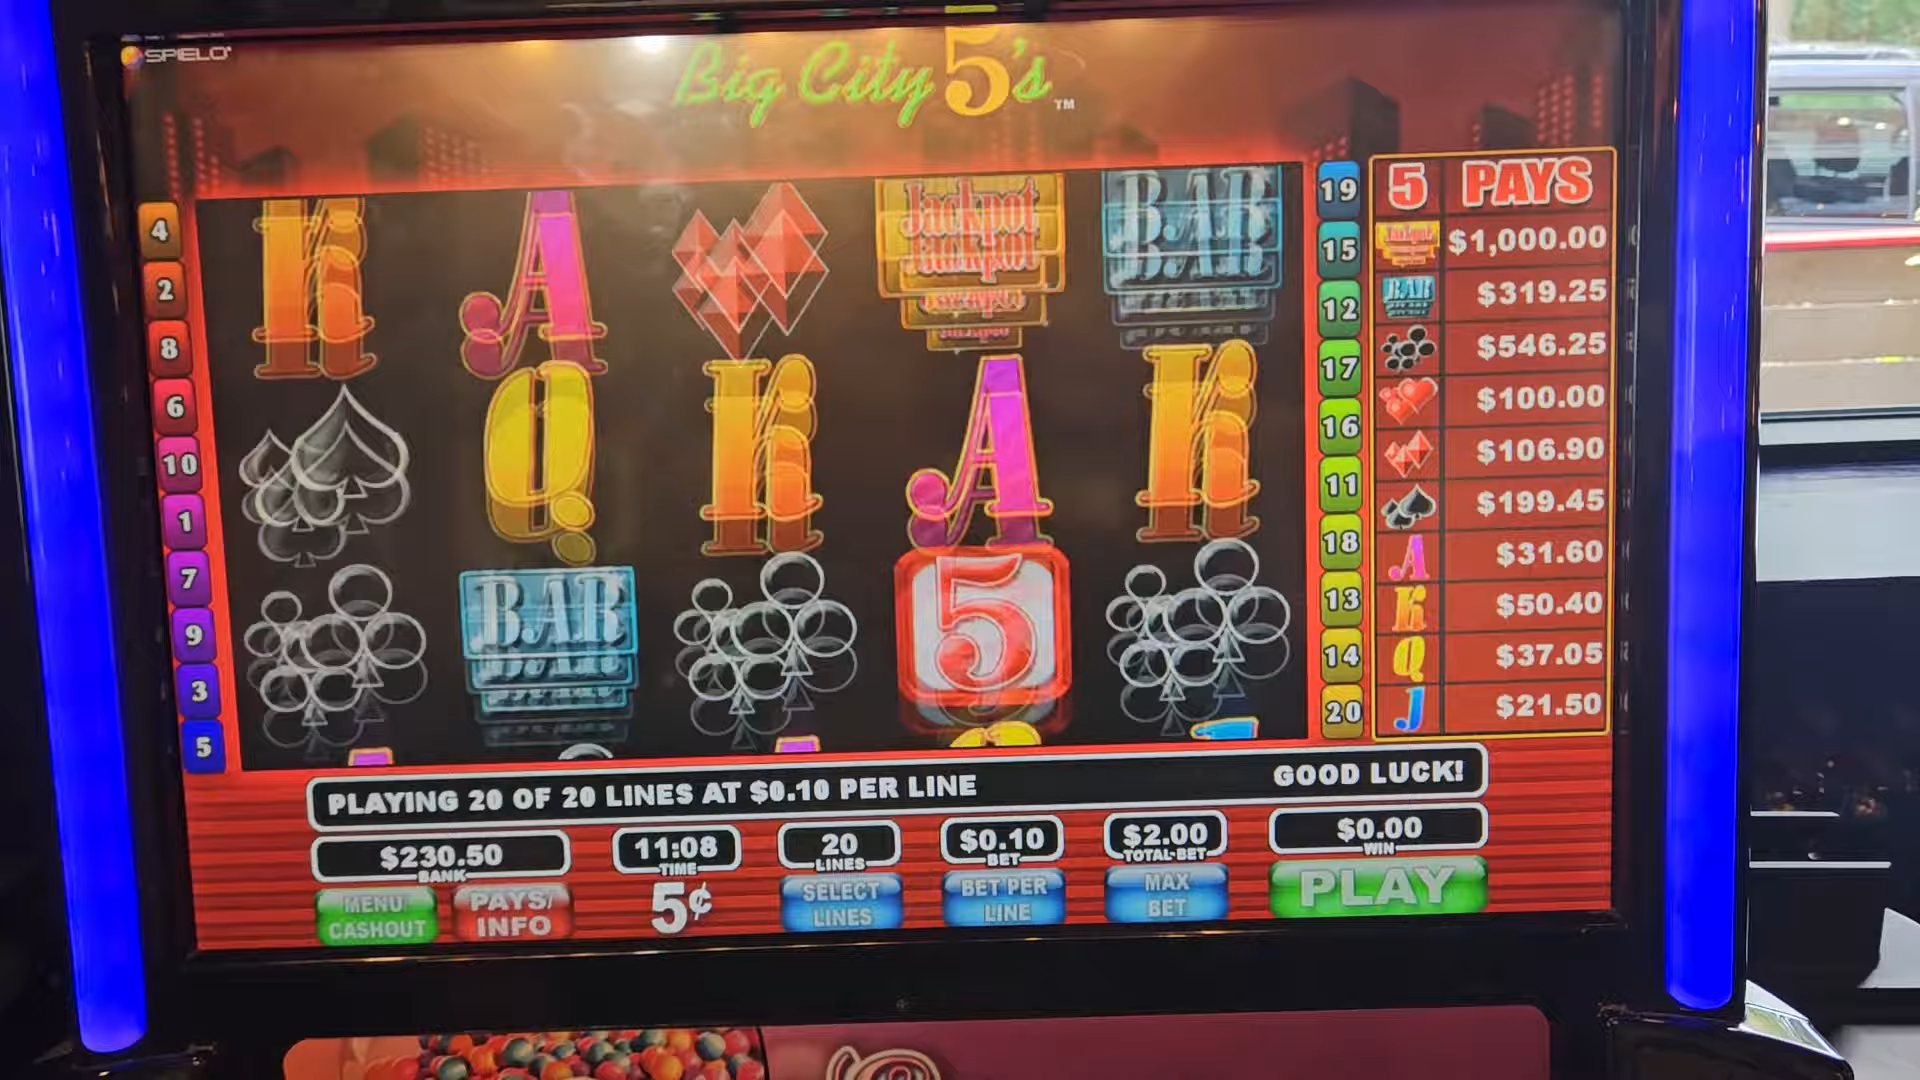 SPIELO
Big City 5's™
4
2
8
6
10
1
7
9
3
5
K
A
Jackpot
BAR
Q
K
A
K
BAR
5
19
15
12
17
16
11
18
13
14
20
5 PAYS
Jackpot $1,000.00
BAR $319.25
$546.25
$100.00
$106.90
$199.45
A $31.60
K $50.40
Q $37.05
J $21.50
PLAYING 20 OF 20 LINES AT $0.10 PER LINE GOOD LUCK!
$230.50 BANK
11:08 TIME
20 LINES
$0.10 BET
$2.00 TOTAL BET
$0.00 WIN
MENU CASHOUT
PAYS/ INFO
5¢
SELECT LINES
BET PER LINE
MAX BET
PLAY